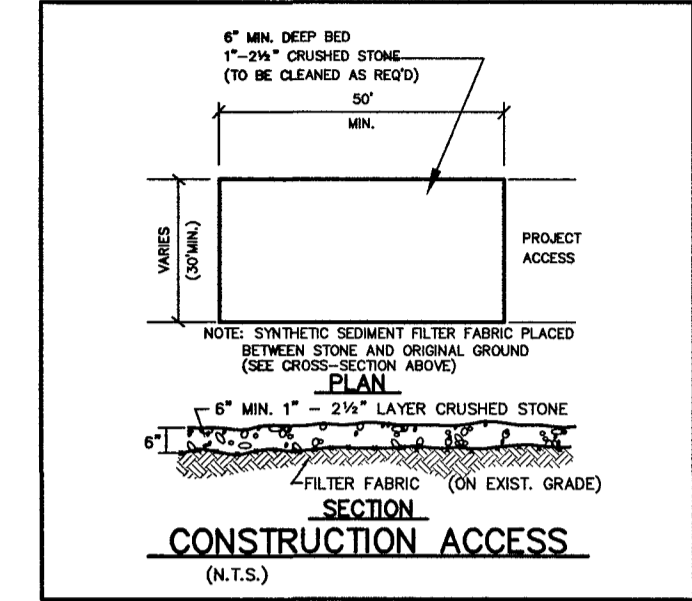 6" MIN. DEEP BED
1"-2½" CRUSHED STONE
(TO BE CLEANED AS REQ'D)
50'
MIN.
VARIES
(30'MIN.)
PROJECT
ACCESS
NOTE: SYNTHETIC SEDIMENT FILTER FABRIC PLACED
BETWEEN STONE AND ORIGINAL GROUND
(SEE CROSS-SECTION ABOVE)
PLAN
6" MIN. 1" - 2½" LAYER CRUSHED STONE
6"
FILTER FABRIC (ON EXIST. GRADE)
SECTION
CONSTRUCTION ACCESS
(N.T.S.)